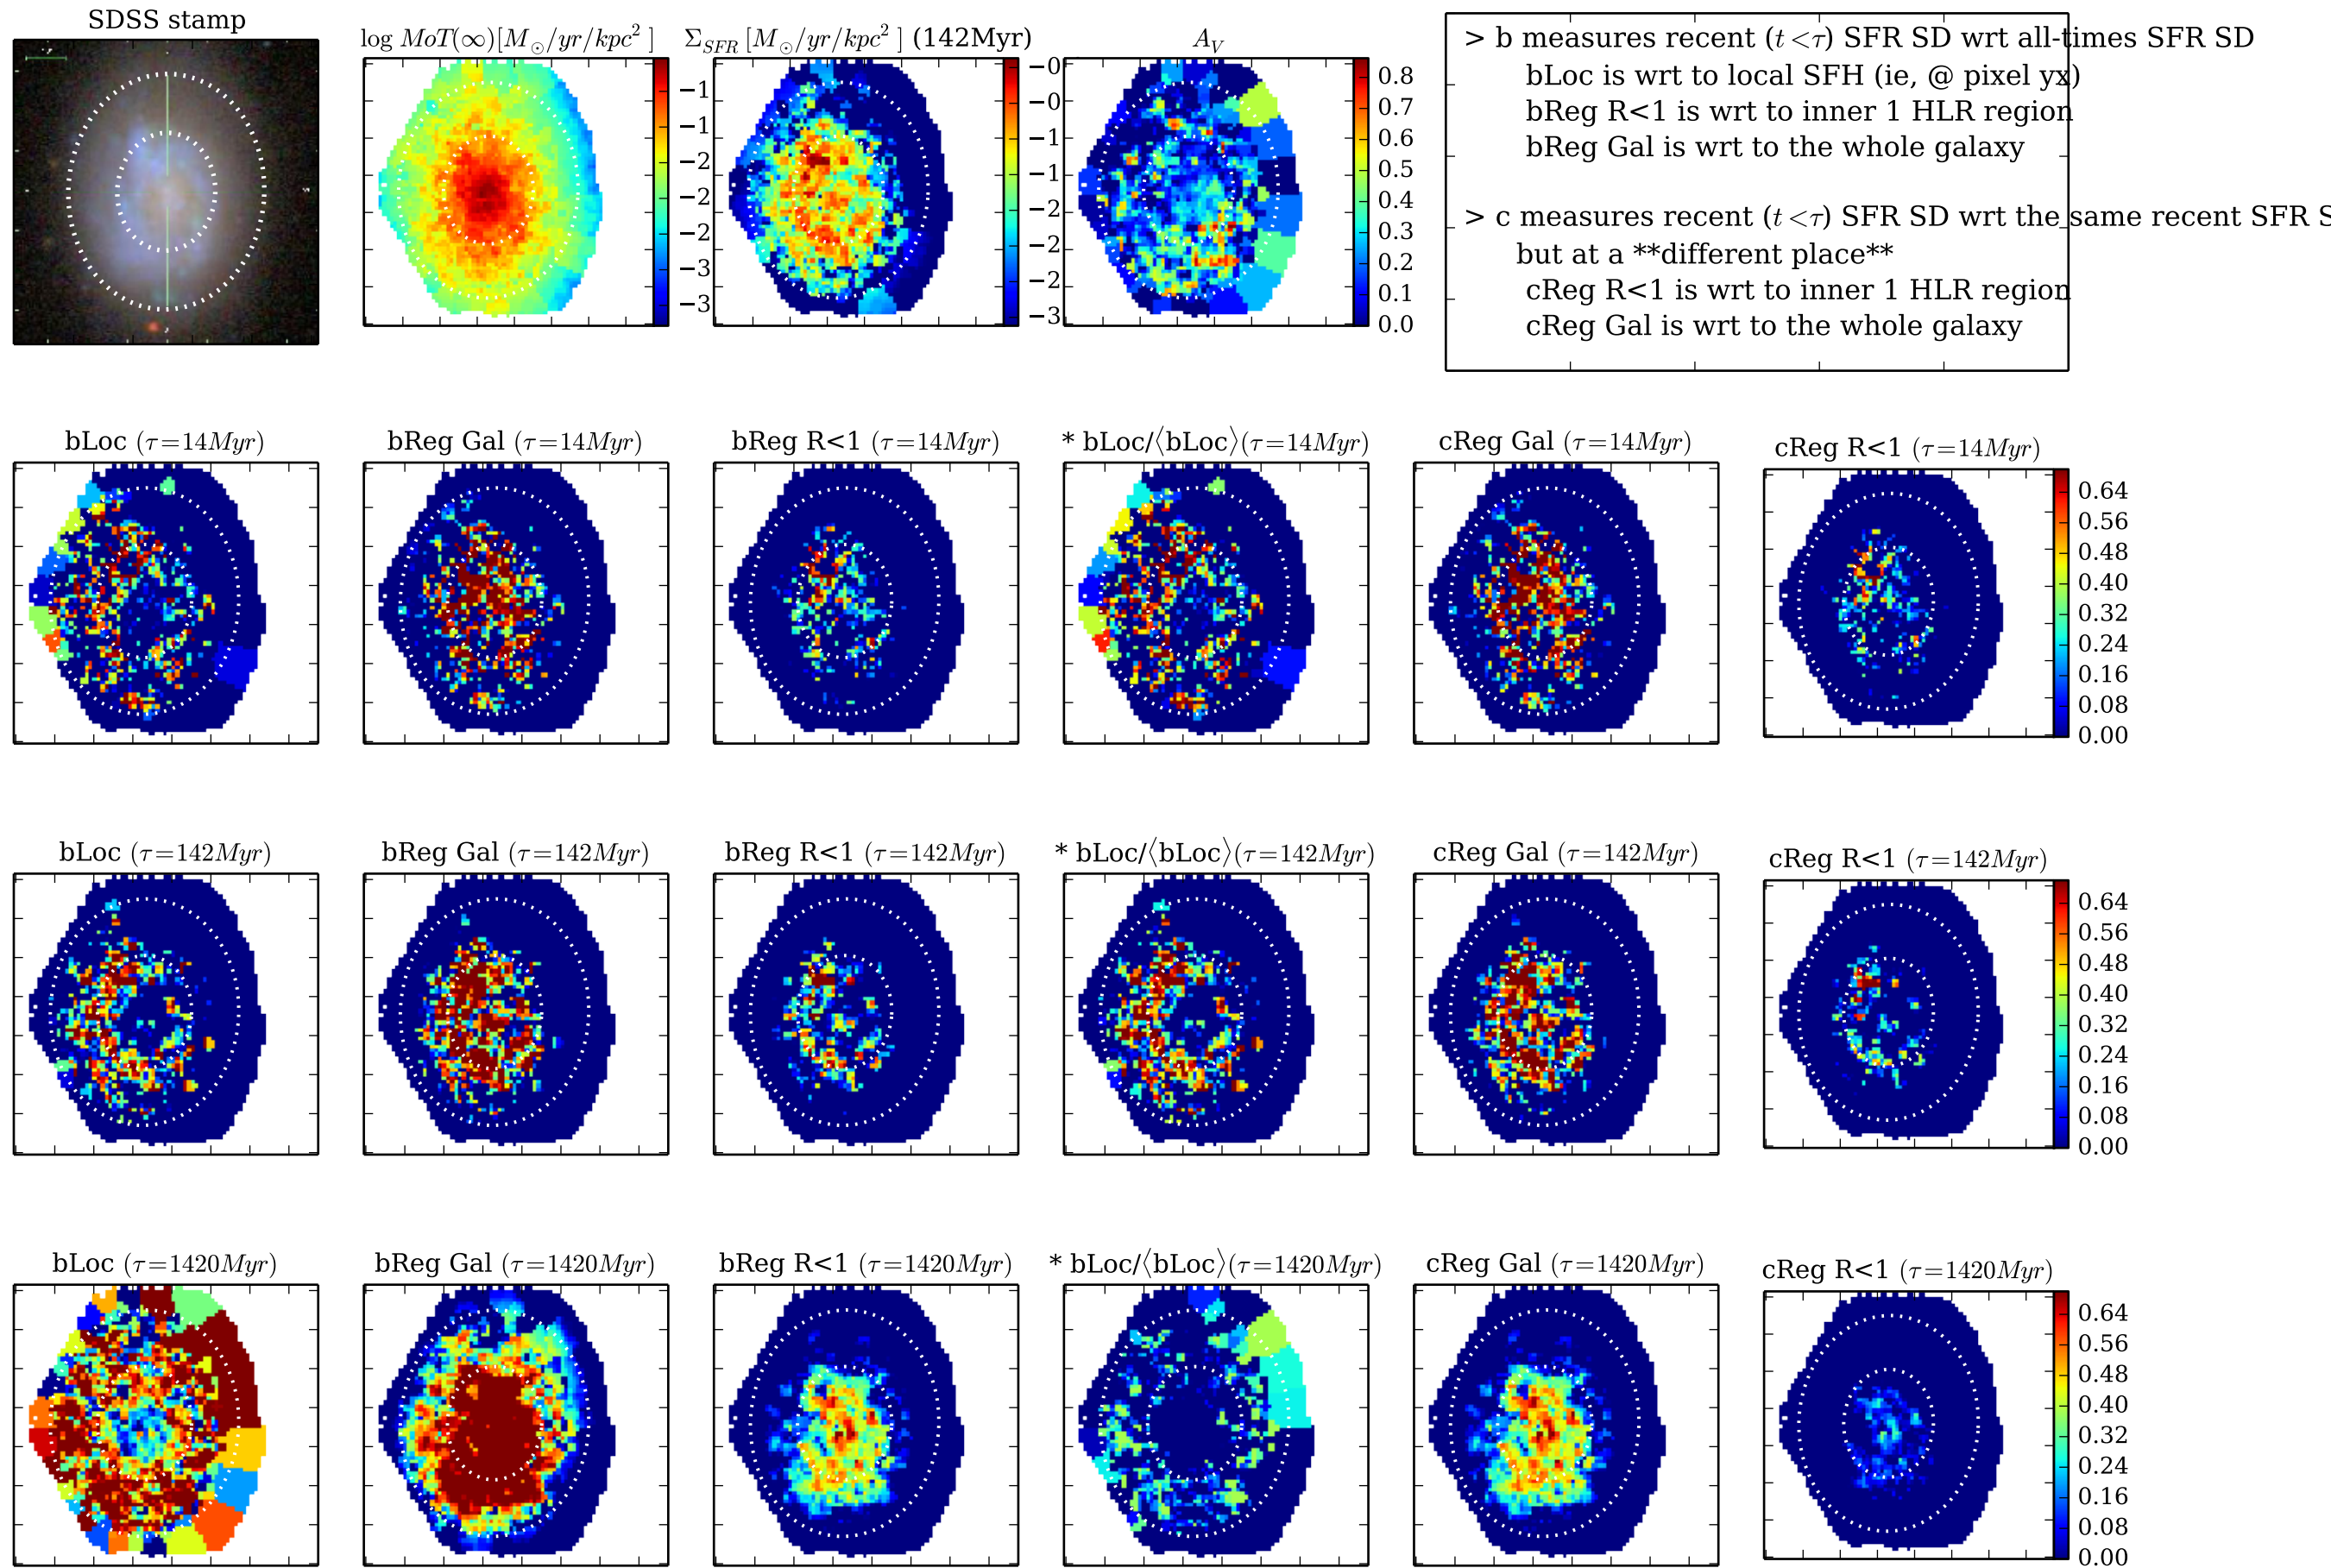 SDSS stamp
log MoT(∞)[M⊙/yr/kpc² ]
Σ_SFR [M⊙/yr/kpc² ] (142Myr)
A_V
−1
−1
−2
−2
−2
−3
−3
−0
−0
−1
−1
−2
−2
−2
−3
0.8
0.7
0.6
0.5
0.4
0.3
0.2
0.1
0.0
> b measures recent (t <τ) SFR SD wrt all-times SFR SD
bLoc is wrt to local SFH (ie, @ pixel yx)
bReg R<1 is wrt to inner 1 HLR region
bReg Gal is wrt to the whole galaxy
> c measures recent (t <τ) SFR SD wrt the same recent SFR S
but at a **different place**
cReg R<1 is wrt to inner 1 HLR region
cReg Gal is wrt to the whole galaxy
bLoc (τ=14Myr)
bReg Gal (τ=14Myr)
bReg R<1 (τ=14Myr)
* bLoc/⟨bLoc⟩(τ=14Myr)
cReg Gal (τ=14Myr)
cReg R<1 (τ=14Myr)
0.64
0.56
0.48
0.40
0.32
0.24
0.16
0.08
0.00
bLoc (τ=142Myr)
bReg Gal (τ=142Myr)
bReg R<1 (τ=142Myr)
* bLoc/⟨bLoc⟩(τ=142Myr)
cReg Gal (τ=142Myr)
cReg R<1 (τ=142Myr)
0.64
0.56
0.48
0.40
0.32
0.24
0.16
0.08
0.00
bLoc (τ=1420Myr)
bReg Gal (τ=1420Myr)
bReg R<1 (τ=1420Myr)
* bLoc/⟨bLoc⟩(τ=1420Myr)
cReg Gal (τ=1420Myr)
cReg R<1 (τ=1420Myr)
0.64
0.56
0.48
0.40
0.32
0.24
0.16
0.08
0.00